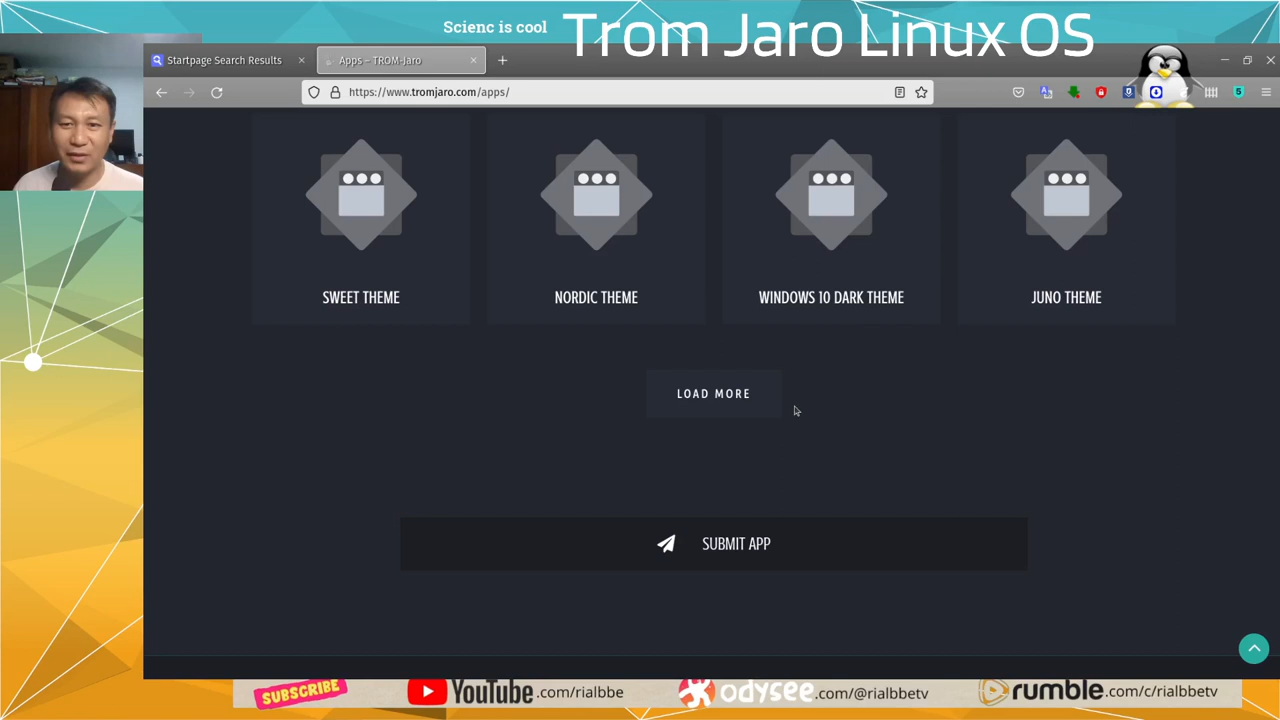 Scienc is cool
Trom Jaro Linux OS
Startpage Search Results
Apps – TROM-Jaro
https://www.tromjaro.com/apps/
5
SWEET THEME
NORDIC THEME
WINDOWS 10 DARK THEME
JUNO THEME
LOAD MORE
SUBMIT APP
SUBSCRIBE
YouTube.com/rialbbe
odysee.com/@rialbbetv
rumble.com/c/rialbbetv